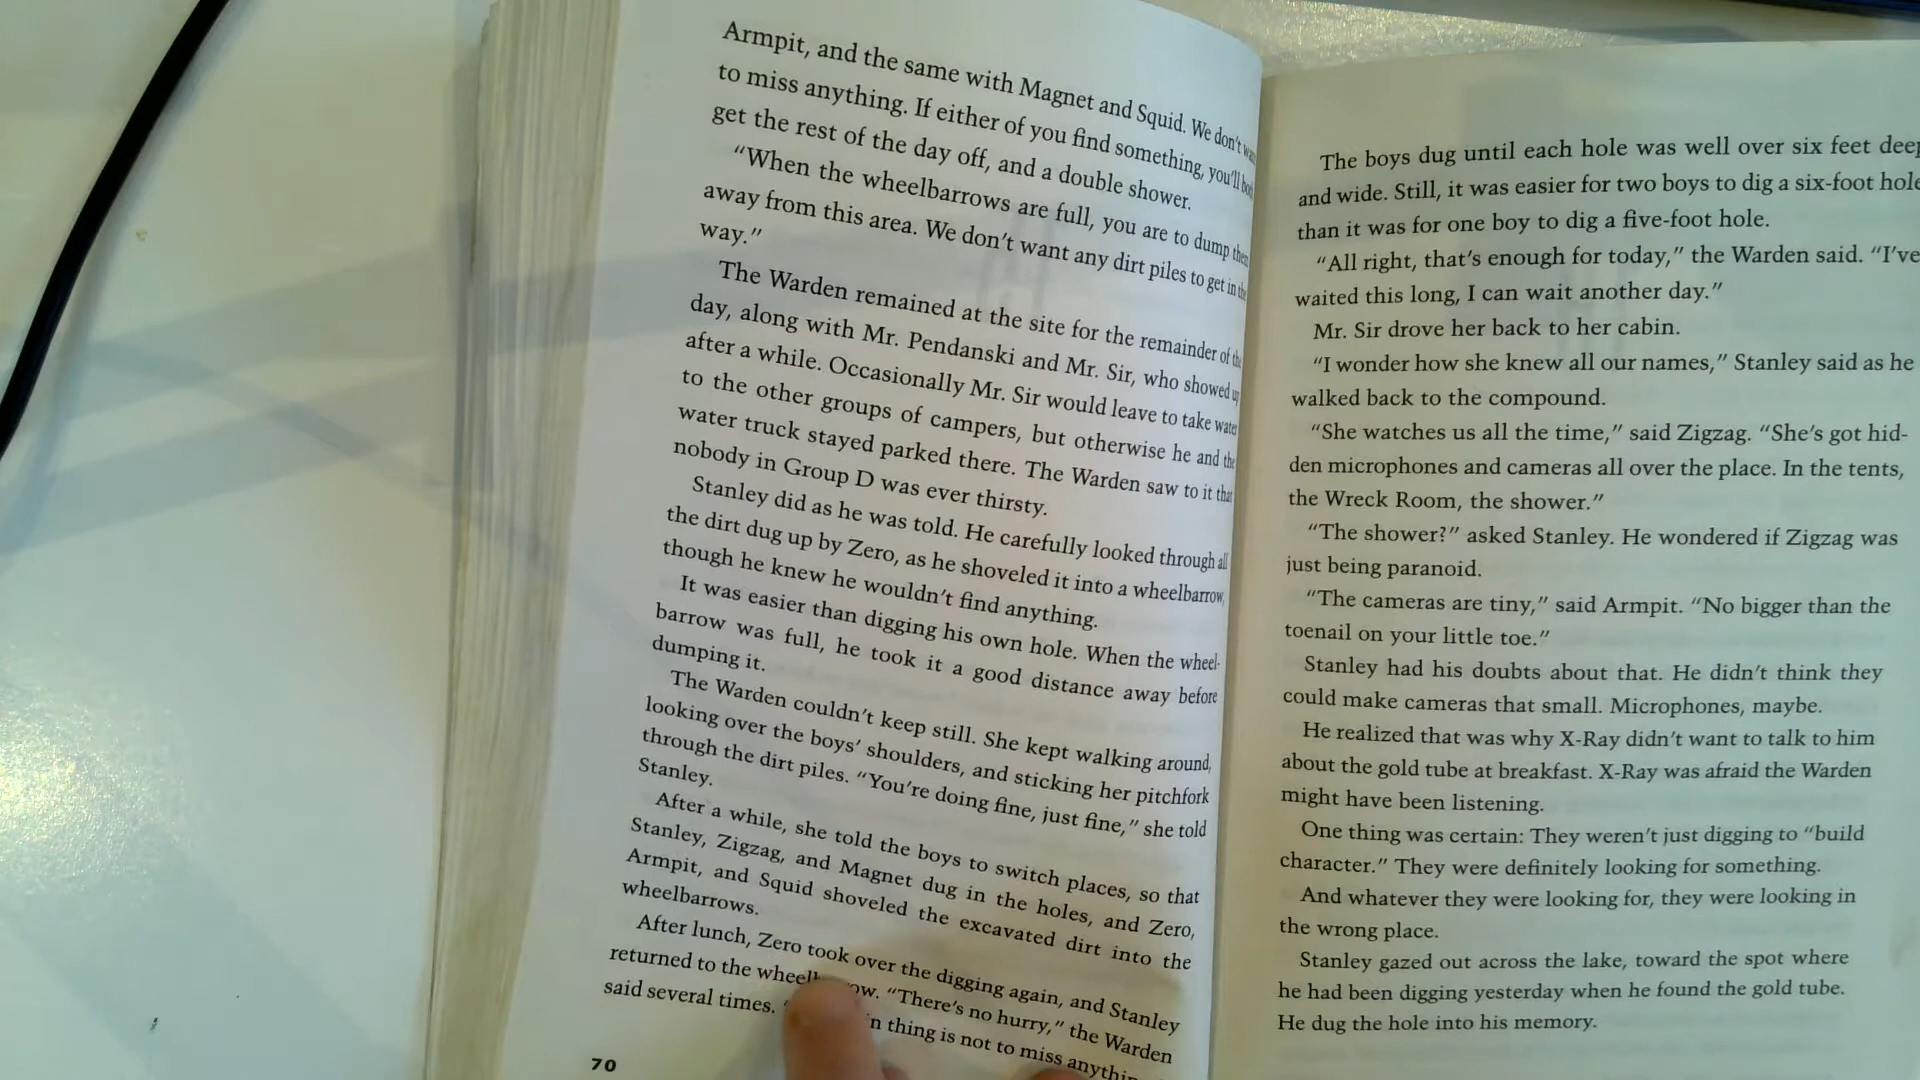 Armpit, and the same with Magnet and Squid. We don't
to miss anything. If either of you find something, you'll
get the rest of the day off, and a double shower.
"When the wheelbarrows are full, you are to dump
away from this area. We don't want any dirt piles to get in
way."
The Warden remained at the site for the remainder of
day, along with Mr. Pendanski and Mr. Sir, who showed
after a while. Occasionally Mr. Sir would leave to take water
to the other groups of campers, but otherwise he and the
water truck stayed parked there. The Warden saw to it that
nobody in Group D was ever thirsty.
Stanley did as he was told. He carefully looked through all
the dirt dug up by Zero, as he shoveled it into a wheelbarrow,
though he knew he wouldn't find anything.
It was easier than digging his own hole. When the wheel-
barrow was full, he took it a good distance away before
dumping it.
The Warden couldn't keep still. She kept walking around,
looking over the boys' shoulders, and sticking her pitchfork
through the dirt piles. "You're doing fine, just fine," she told
Stanley.
After a while, she told the boys to switch places, so that
Stanley, Zigzag, and Magnet dug in the holes, and Zero,
Armpit, and Squid shoveled the excavated dirt into the
wheelbarrows.
After lunch, Zero took over the digging again, and Stanley
returned to the "There's no hurry," the Warden
said several times. thing is not to miss
70
The boys dug until each hole was well over six feet deep
and wide. Still, it was easier for two boys to dig a six-foot hole
than it was for one boy to dig a five-foot hole.
"All right, that's enough for today," the Warden said. "I've
waited this long, I can wait another day."
Mr. Sir drove her back to her cabin.
"I wonder how she knew all our names," Stanley said as he
walked back to the compound.
"She watches us all the time," said Zigzag. "She's got hid-
den microphones and cameras all over the place. In the tents,
the Wreck Room, the shower."
"The shower?" asked Stanley. He wondered if Zigzag was
just being paranoid.
"The cameras are tiny," said Armpit. "No bigger than the
toenail on your little toe."
Stanley had his doubts about that. He didn't think they
could make cameras that small. Microphones, maybe.
He realized that was why X-Ray didn't want to talk to him
about the gold tube at breakfast. X-Ray was afraid the Warden
might have been listening.
One thing was certain: They weren't just digging to "build
character." They were definitely looking for something.
And whatever they were looking for, they were looking in
the wrong place.
Stanley gazed out across the lake, toward the spot where
he had been digging yesterday when he found the gold tube.
He dug the hole into his memory.